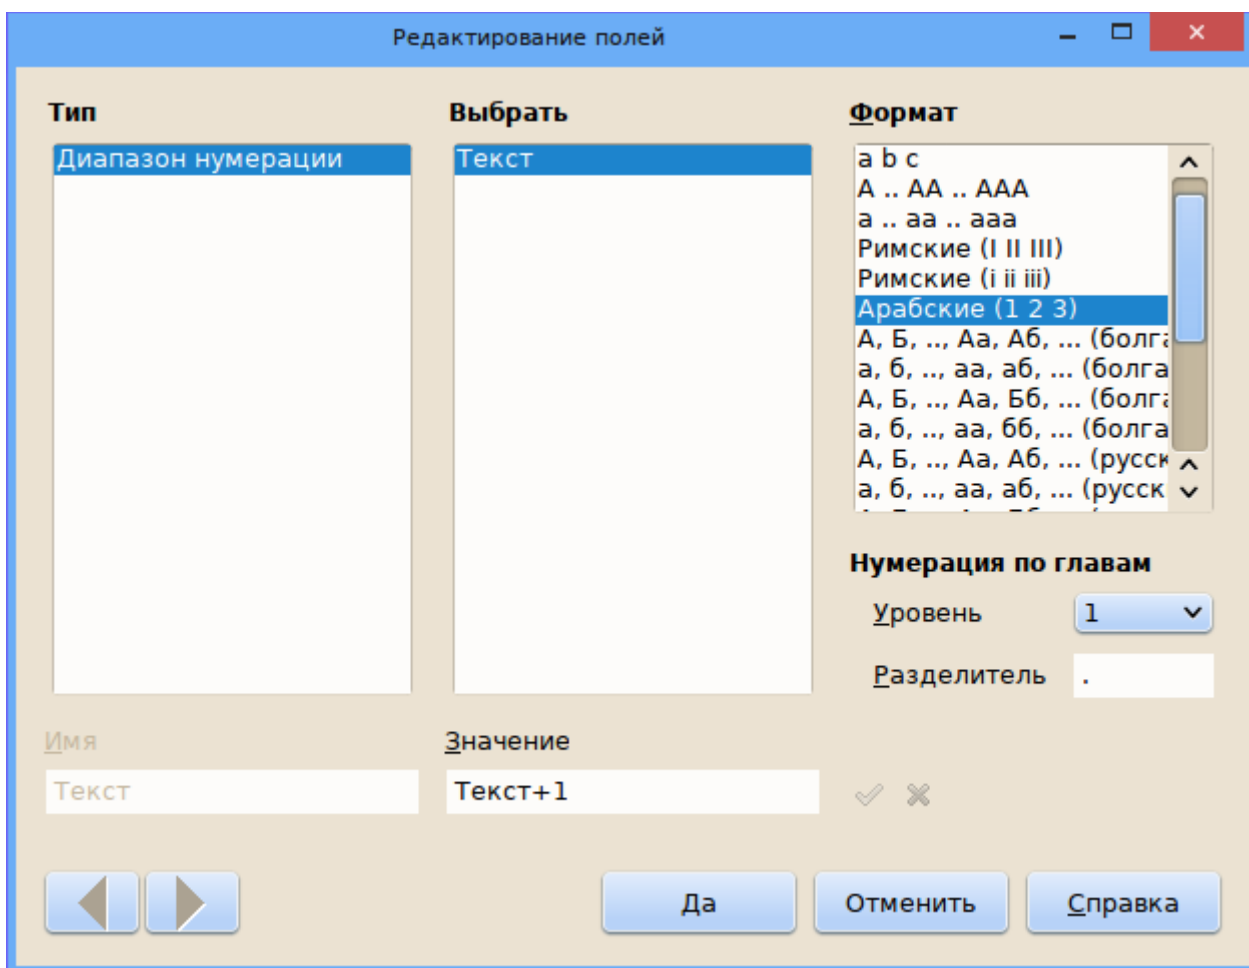 Редактирование полей
Тип
Диапазон нумерации
Выбрать
Текст
Формат
a b c
A .. AA .. AAA
a .. aa .. aaa
Римские (I II III)
Римские (i ii iii)
Арабские (1 2 3)
А, Б, .., Аа, Аб, ... (болга
а, б, .., аа, аб, ... (болга
А, Б, .., Аа, Бб, ... (болга
а, б, .., аа, бб, ... (болга
А, Б, .., Аа, Аб, ... (русск
а, б, .., аа, аб, ... (русск
Нумерация по главам
Уровень 1
Разделитель .
Имя
Текст
Значение
Текст+1
Да Отменить Справка